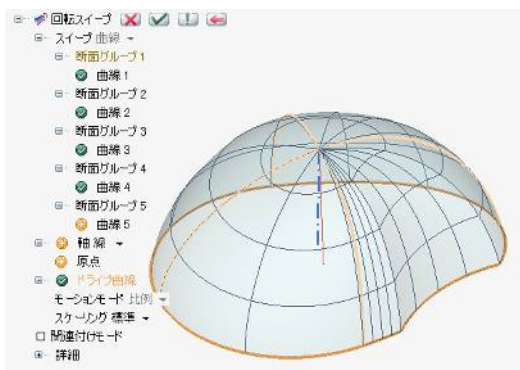 回転スイープ
スイープ 曲線
断面グループ 1
曲線 1
断面グループ 2
曲線 2
断面グループ 3
曲線 3
断面グループ 4
曲線 4
断面グループ 5
曲線 5
軸線
原点
ドライブ曲線
モーションモード 比例
スケーリング 標準
関連付けモード
詳細